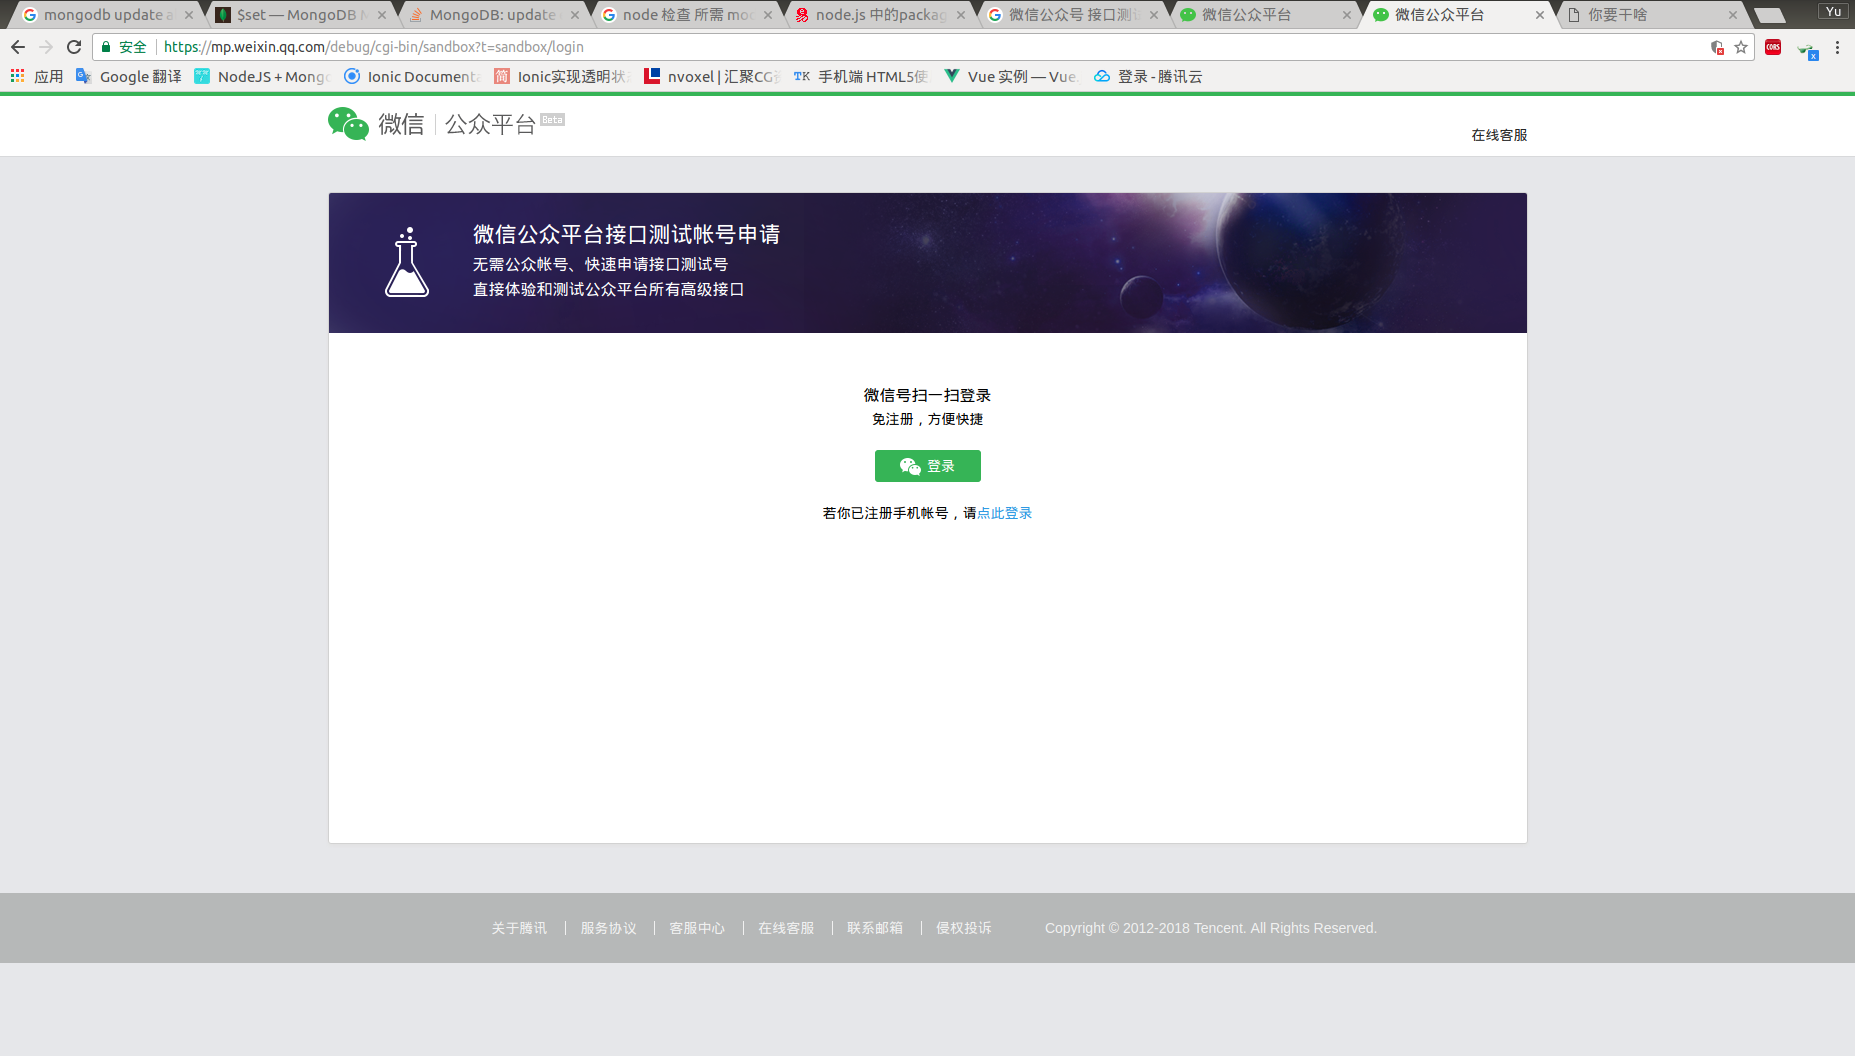 mongodb update a
$set — MongoDB M
MongoDB: update
node 检查 所需 mod
node.js 中的packag
微信公众号 接口测试
微信公众平台
微信公众平台
你要干啥
Yu
安全 https://mp.weixin.qq.com/debug/cgi-bin/sandbox?t=sandbox/login
CORS
x
应用
Google 翻译
NodeJS + Mongo
简 Ionic Documenta
Ionic实现透明状
nvoxel | 汇聚CG
TK 手机端 HTML5使
Vue 实例 — Vue.
登录 - 腾讯云
微信 公众平台 Beta
在线客服
微信公众平台接口测试帐号申请
无需公众帐号、快速申请接口测试号
直接体验和测试公众平台所有高级接口
微信号扫一扫登录
免注册，方便快捷
登录
若你已注册手机帐号，请点此登录
关于腾讯 服务协议 客服中心 在线客服 联系邮箱 侵权投诉 Copyright © 2012-2018 Tencent. All Rights Reserved.